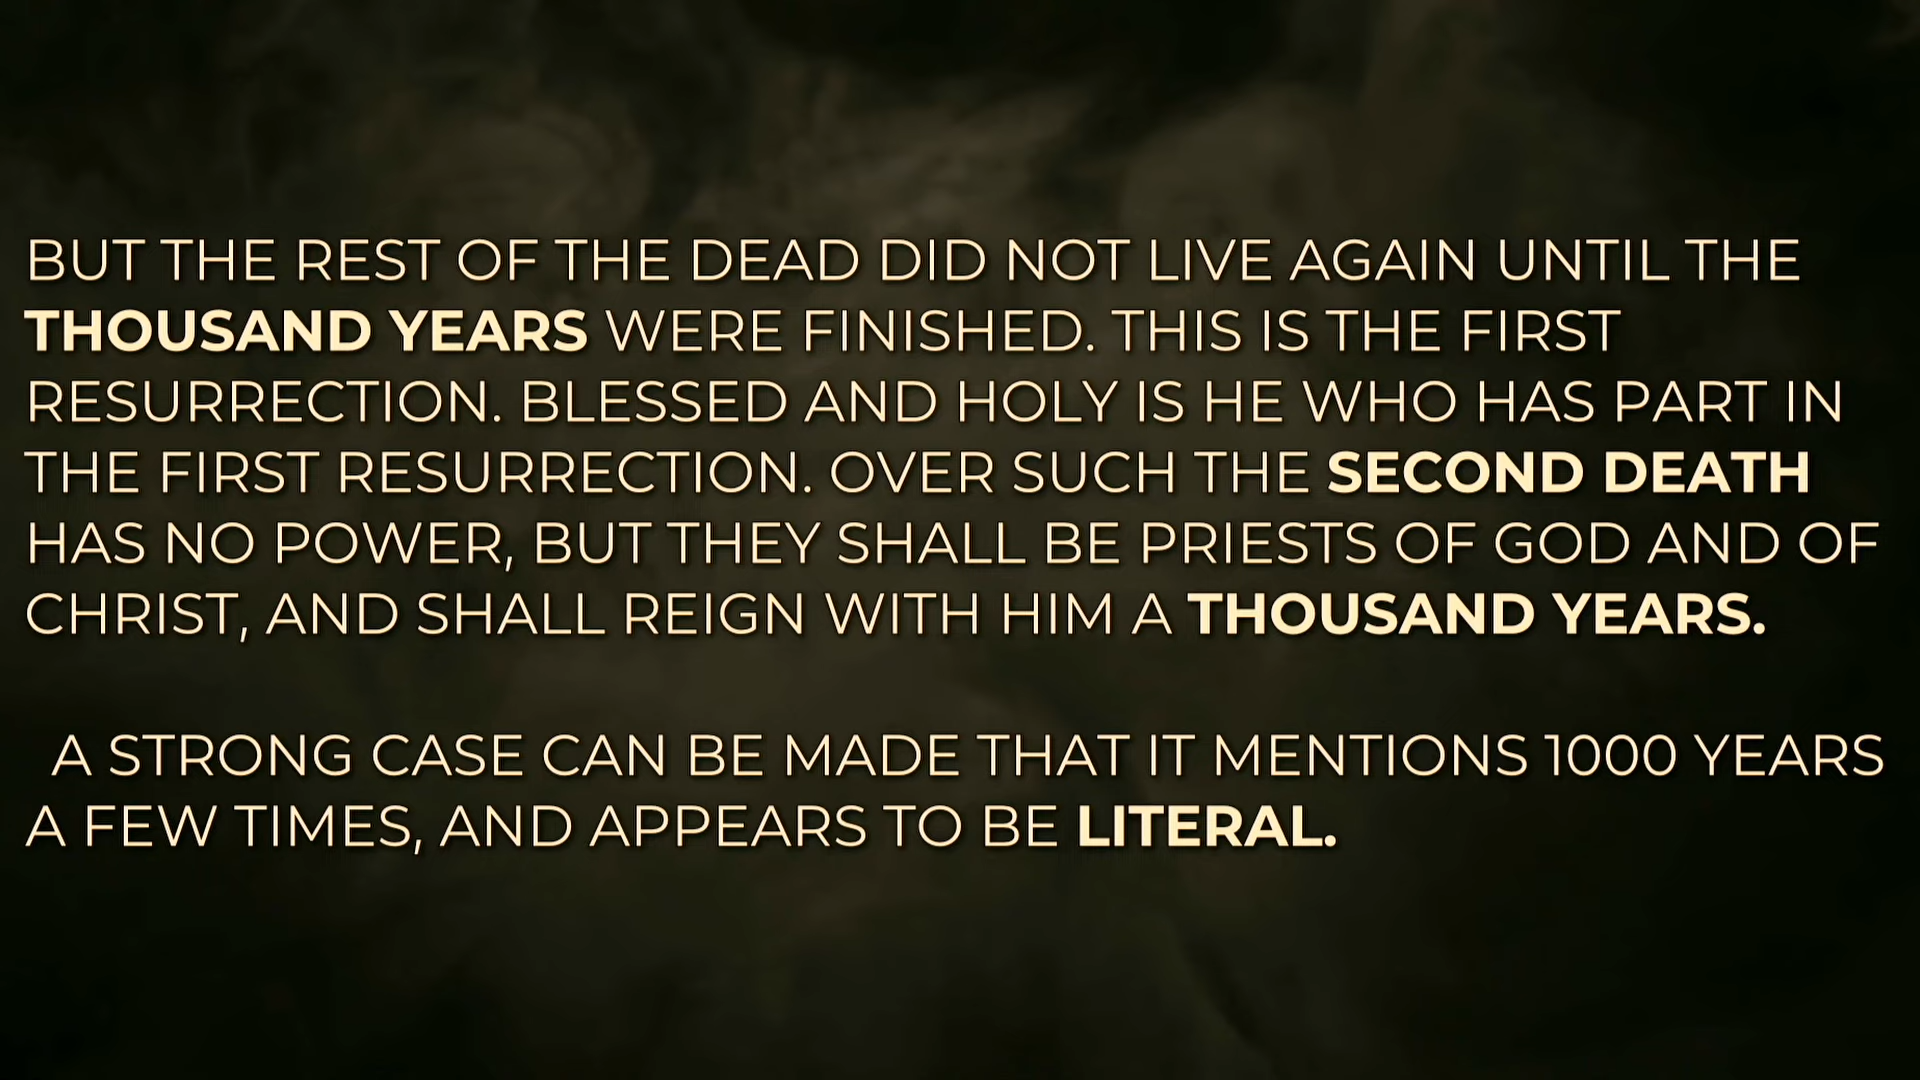 BUT THE REST OF THE DEAD DID NOT LIVE AGAIN UNTIL THE
THOUSAND YEARS WERE FINISHED. THIS IS THE FIRST
RESURRECTION. BLESSED AND HOLY IS HE WHO HAS PART IN
THE FIRST RESURRECTION. OVER SUCH THE SECOND DEATH
HAS NO POWER, BUT THEY SHALL BE PRIESTS OF GOD AND OF
CHRIST, AND SHALL REIGN WITH HIM A THOUSAND YEARS.
A STRONG CASE CAN BE MADE THAT IT MENTIONS 1000 YEARS
A FEW TIMES, AND APPEARS TO BE LITERAL.